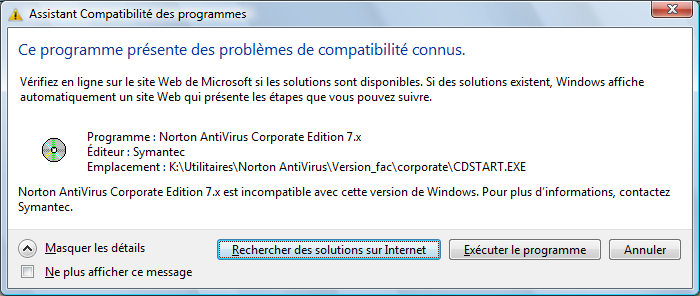 Assistant Compatibilité des programmes
Ce programme présente des problèmes de compatibilité connus.
Vérifiez en ligne sur le site Web de Microsoft si les solutions sont disponibles. Si des solutions existent, Windows affiche
automatiquement un site Web qui présente les étapes que vous pouvez suivre.
Programme : Norton AntiVirus Corporate Edition 7.x
Éditeur : Symantec
Emplacement : K:\Utilitaires\Norton AntiVirus\Version_fac\corporate\CDSTART.EXE
Norton AntiVirus Corporate Edition 7.x est incompatible avec cette version de Windows. Pour plus d’informations, contactez
Symantec.
Masquer les détails
Rechercher des solutions sur Internet
Exécuter le programme
Annuler
Ne plus afficher ce message